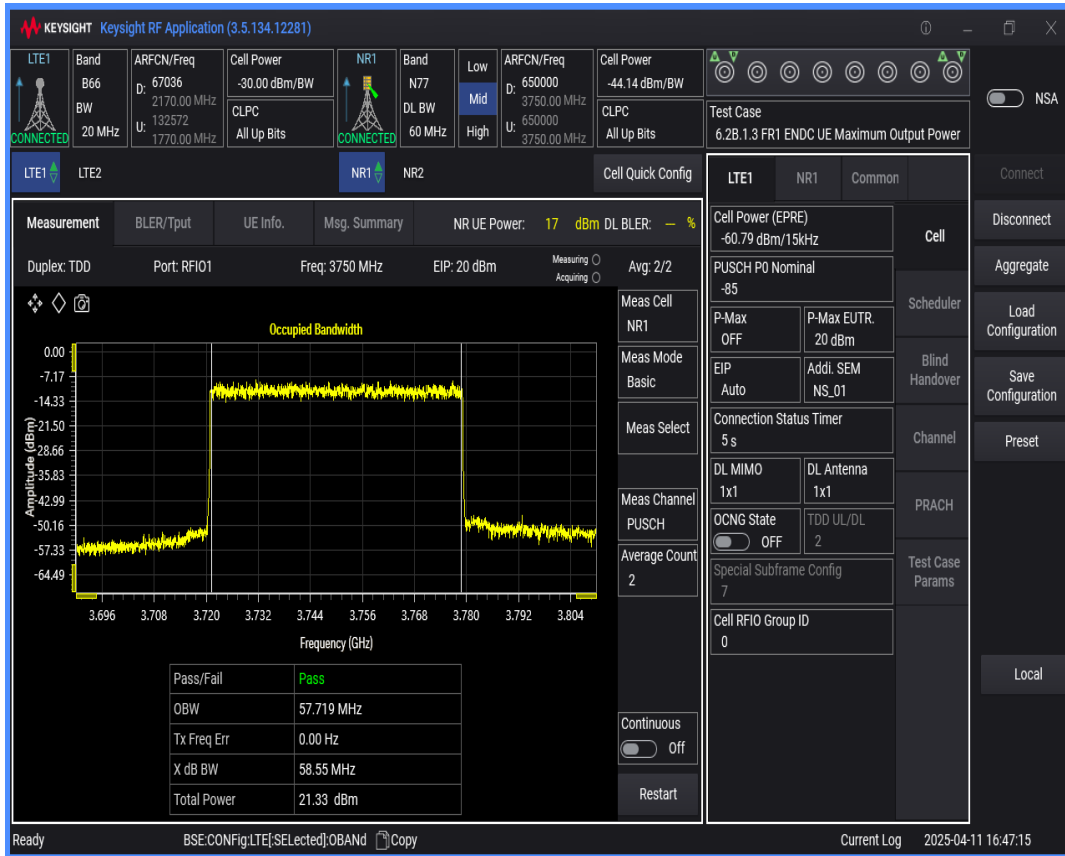 KEYSIGHT Keysight RF Application (3.5.134.12281)
LTE1
CONNECTED
Band
B66
BW
20 MHz
ARFCN/Freq
D: 67036
2170.00 MHz
U: 132572
1770.00 MHz
Cell Power
-30.00 dBm/BW
CLPC
All Up Bits
NR1
CONNECTED
Band
N77
DL BW
60 MHz
Low
Mid
High
ARFCN/Freq
D: 650000
3750.00 MHz
U: 650000
3750.00 MHz
Cell Power
-44.14 dBm/BW
CLPC
All Up Bits
Test Case
6.2B.1.3 FR1 ENDC UE Maximum Output Power
NSA
LTE1 LTE2 NR1 NR2 Cell Quick Config
Measurement BLER/Tput UE Info. Msg. Summary NR UE Power: 17 dBm DL BLER: — %
Duplex: TDD Port: RFIO1 Freq: 3750 MHz EIP: 20 dBm Measuring Acquiring Avg: 2/2
Occupied Bandwidth
Amplitude (dBm)
0.00
-7.17
-14.33
-21.50
-28.66
-35.83
-42.99
-50.16
-57.33
-64.49
3.696 3.708 3.720 3.732 3.744 3.756 3.768 3.780 3.792 3.804
Frequency (GHz)
Pass/Fail Pass
OBW 57.719 MHz
Tx Freq Err 0.00 Hz
X dB BW 58.55 MHz
Total Power 21.33 dBm
Meas Cell
NR1
Meas Mode
Basic
Meas Select
Meas Channel
PUSCH
Average Count
2
Continuous
Off
Restart
LTE1 NR1 Common
Cell Power (EPRE)
-60.79 dBm/15kHz
PUSCH P0 Nominal
-85
P-Max
OFF
P-Max EUTR.
20 dBm
EIP
Auto
Addi. SEM
NS_01
Connection Status Timer
5 s
DL MIMO
1x1
DL Antenna
1x1
OCNG State
OFF
TDD UL/DL
2
Special Subframe Config
7
Cell RFIO Group ID
0
Cell
Scheduler
Blind
Handover
Channel
PRACH
Test Case
Params
Connect
Disconnect
Aggregate
Load
Configuration
Save
Configuration
Preset
Local
Ready BSE:CONFig:LTE[:SELected]:OBANd Copy Current Log 2025-04-11 16:47:15